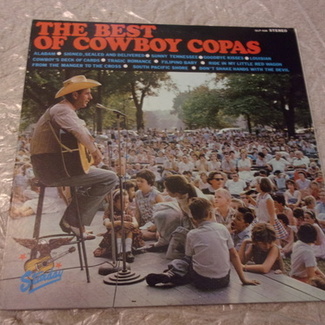 SLP-458 STEREO
THE BEST
OF COWBOY COPAS
ALABAM • SIGNED, SEALED AND DELIVERED • SUNNY TENNESSEE • GOODBYE KISSES • LOUISIAN
COWBOY'S DECK OF CARDS • TRAGIC ROMANCE • FILIPINO BABY • RIDE IN MY LITTLE RED WAGON
FROM THE MANGER TO THE CROSS • SOUTH PACIFIC SHORE • DON'T SHAKE HANDS WITH THE DEVIL
Starday